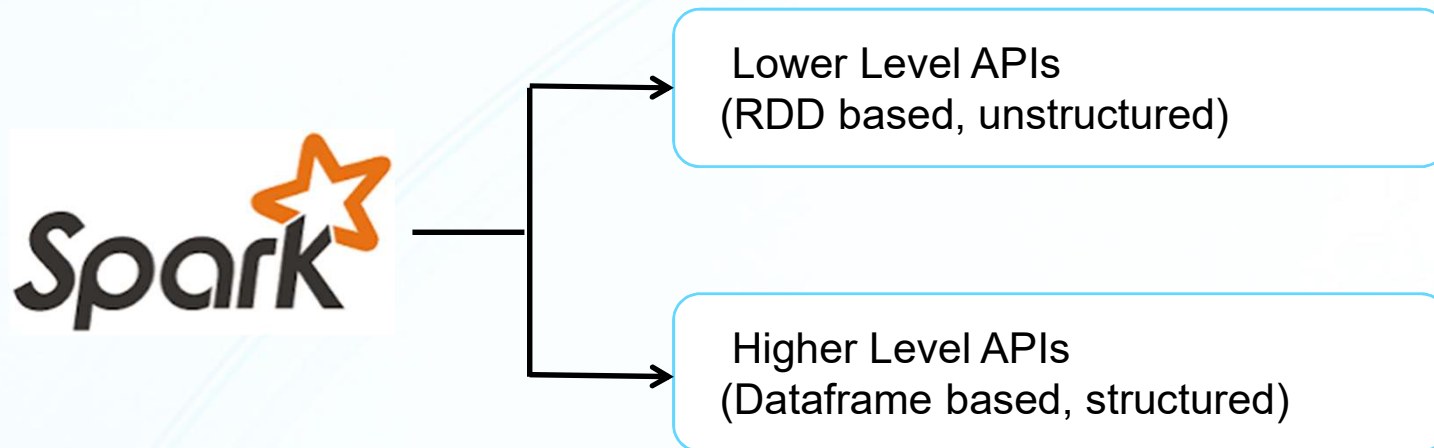 Spark
Lower Level APIs
(RDD based, unstructured)
Higher Level APIs
(Dataframe based, structured)